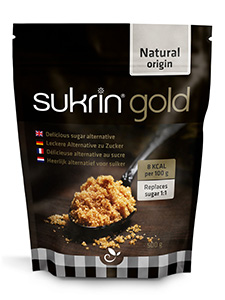 Natural
origin
sukrin® gold
Delicious sugar alternative
Leckere Alternative zu Zucker
Délicieuse alternative au sucre
Heerlijk alternatief voor suiker
8 KCAL
per 100 g
Replaces
sugar 1:1
500 g